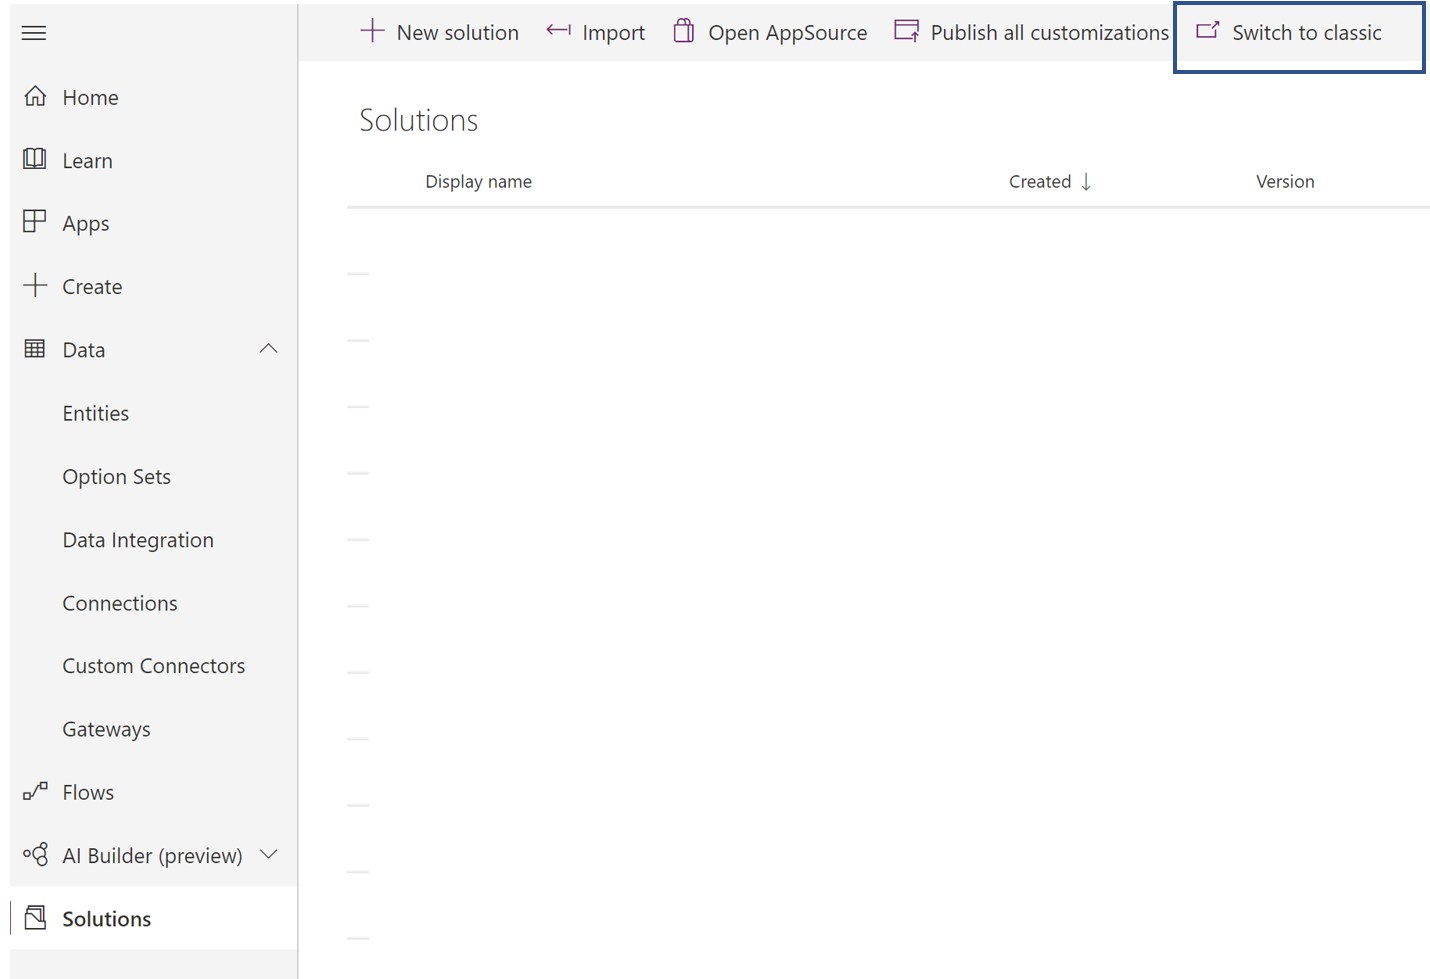 New solution Import Open AppSource Publish all customizations Switch to classic
Home
Learn
Apps
Create
Data
Entities
Option Sets
Data Integration
Connections
Custom Connectors
Gateways
Flows
AI Builder (preview)
Solutions
Solutions
Display name Created Version